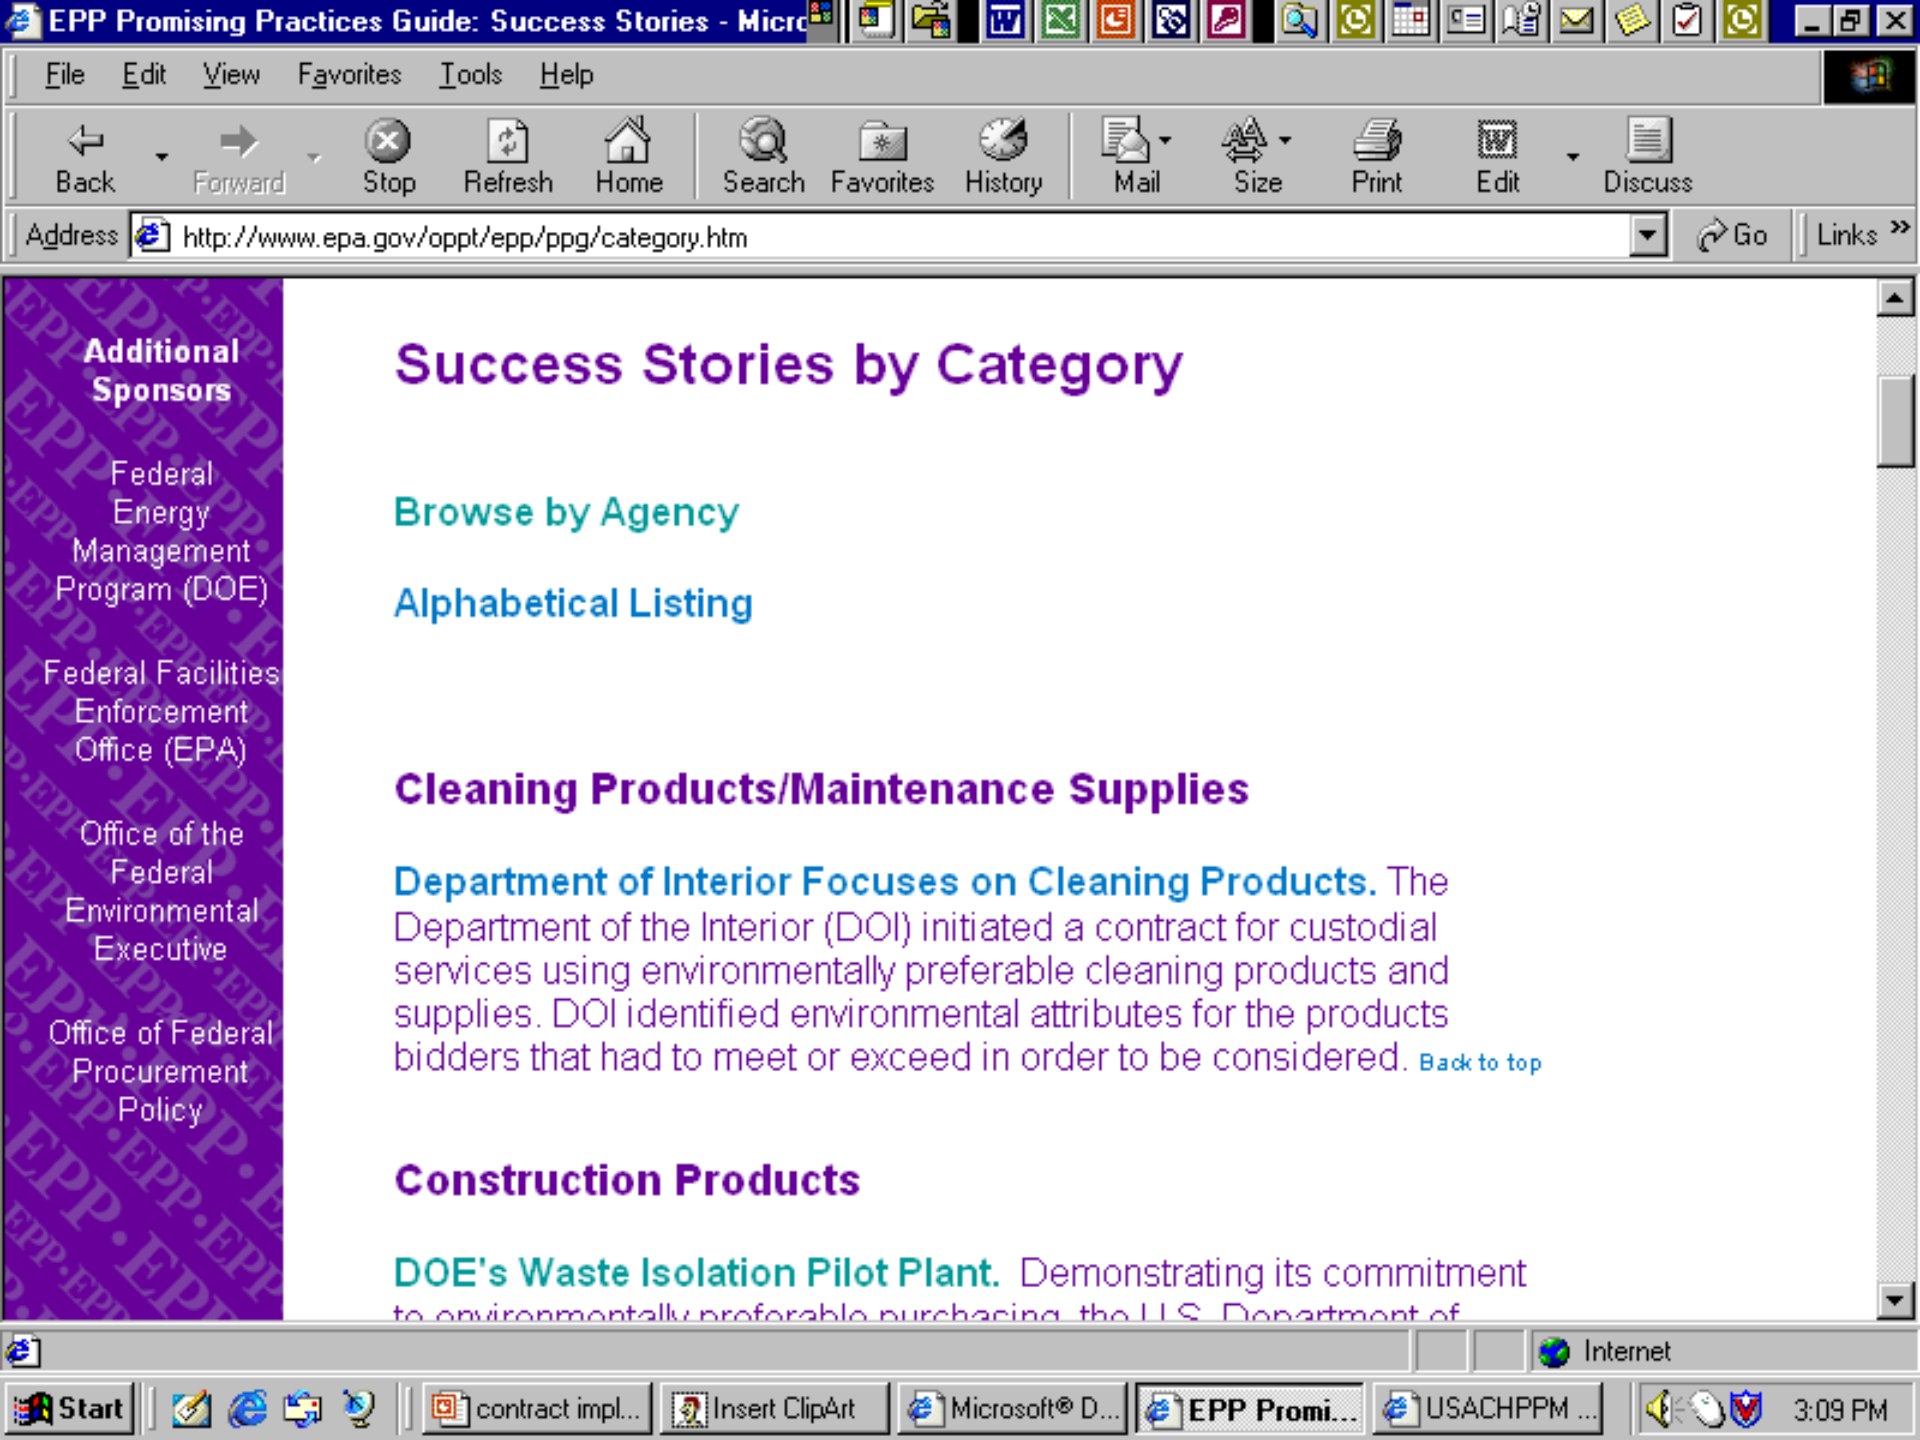 EPP Promising Practices Guide: Success Stories - Micro
File Edit View Favorites Tools Help
Back Forward Stop Refresh Home Search Favorites History Mail Size Print Edit Discuss
Address http://www.epa.gov/oppt/epp/ppg/category.htm Go Links »
Additional
Sponsors
Federal
Energy
Management
Program (DOE)
Federal Facilities
Enforcement
Office (EPA)
Office of the
Federal
Environmental
Executive
Office of Federal
Procurement
Policy
Success Stories by Category
Browse by Agency
Alphabetical Listing
Cleaning Products/Maintenance Supplies
Department of Interior Focuses on Cleaning Products. The
Department of the Interior (DOI) initiated a contract for custodial
services using environmentally preferable cleaning products and
supplies. DOI identified environmental attributes for the products
bidders that had to meet or exceed in order to be considered. Back to top
Construction Products
DOE's Waste Isolation Pilot Plant. Demonstrating its commitment
to environmentally preferable purchasing, the U.S. Department of
Internet
Start contract impl... Insert ClipArt Microsoft® D... EPP Promi... USACHPPM ... 3:09 PM